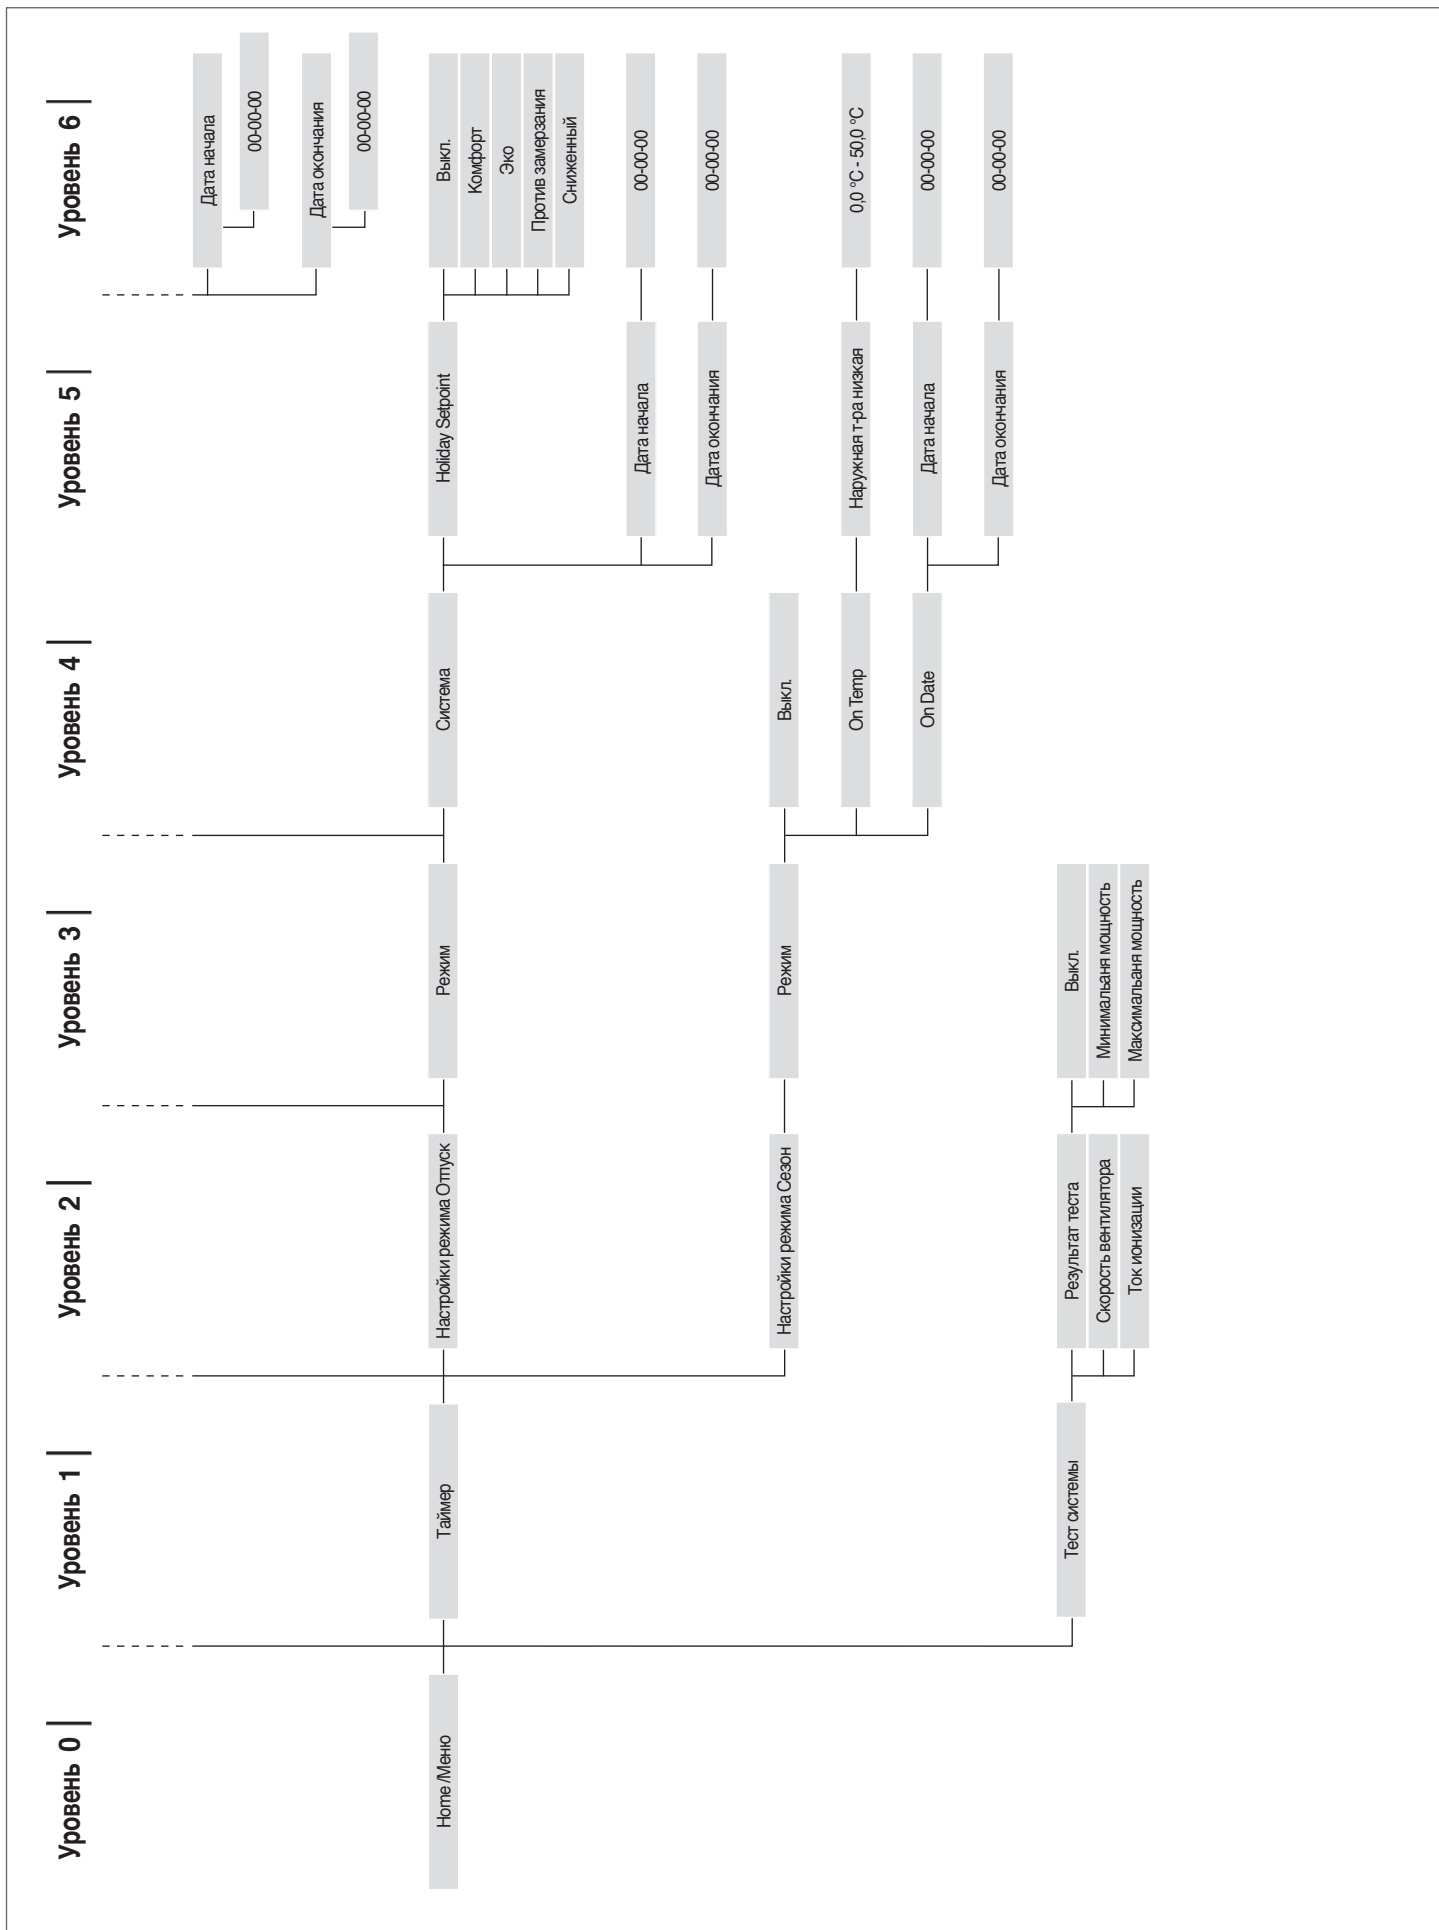 Уровень 0
Уровень 1
Уровень 2
Уровень 3
Уровень 4
Уровень 5
Уровень 6
Дата начала
00-00-00
Дата окончания
00-00-00
Home /Меню
Таймер
Настройки режима Отпуск
Режим
Система
Holiday Setpoint
Выкл.
Комфорт
Эко
Против замерзания
Сниженный
Дата начала
00-00-00
Дата окончания
00-00-00
Настройки режима Сезон
Режим
Выкл.
On Temp
Наружная т-ра низкая
0,0 °C - 50,0 °C
On Date
Дата начала
00-00-00
Дата окончания
00-00-00
Тест системы
Результат теста
Выкл.
Скорость вентилятора
Минимальаня мощность
Ток ионизации
Максимальаня мощность